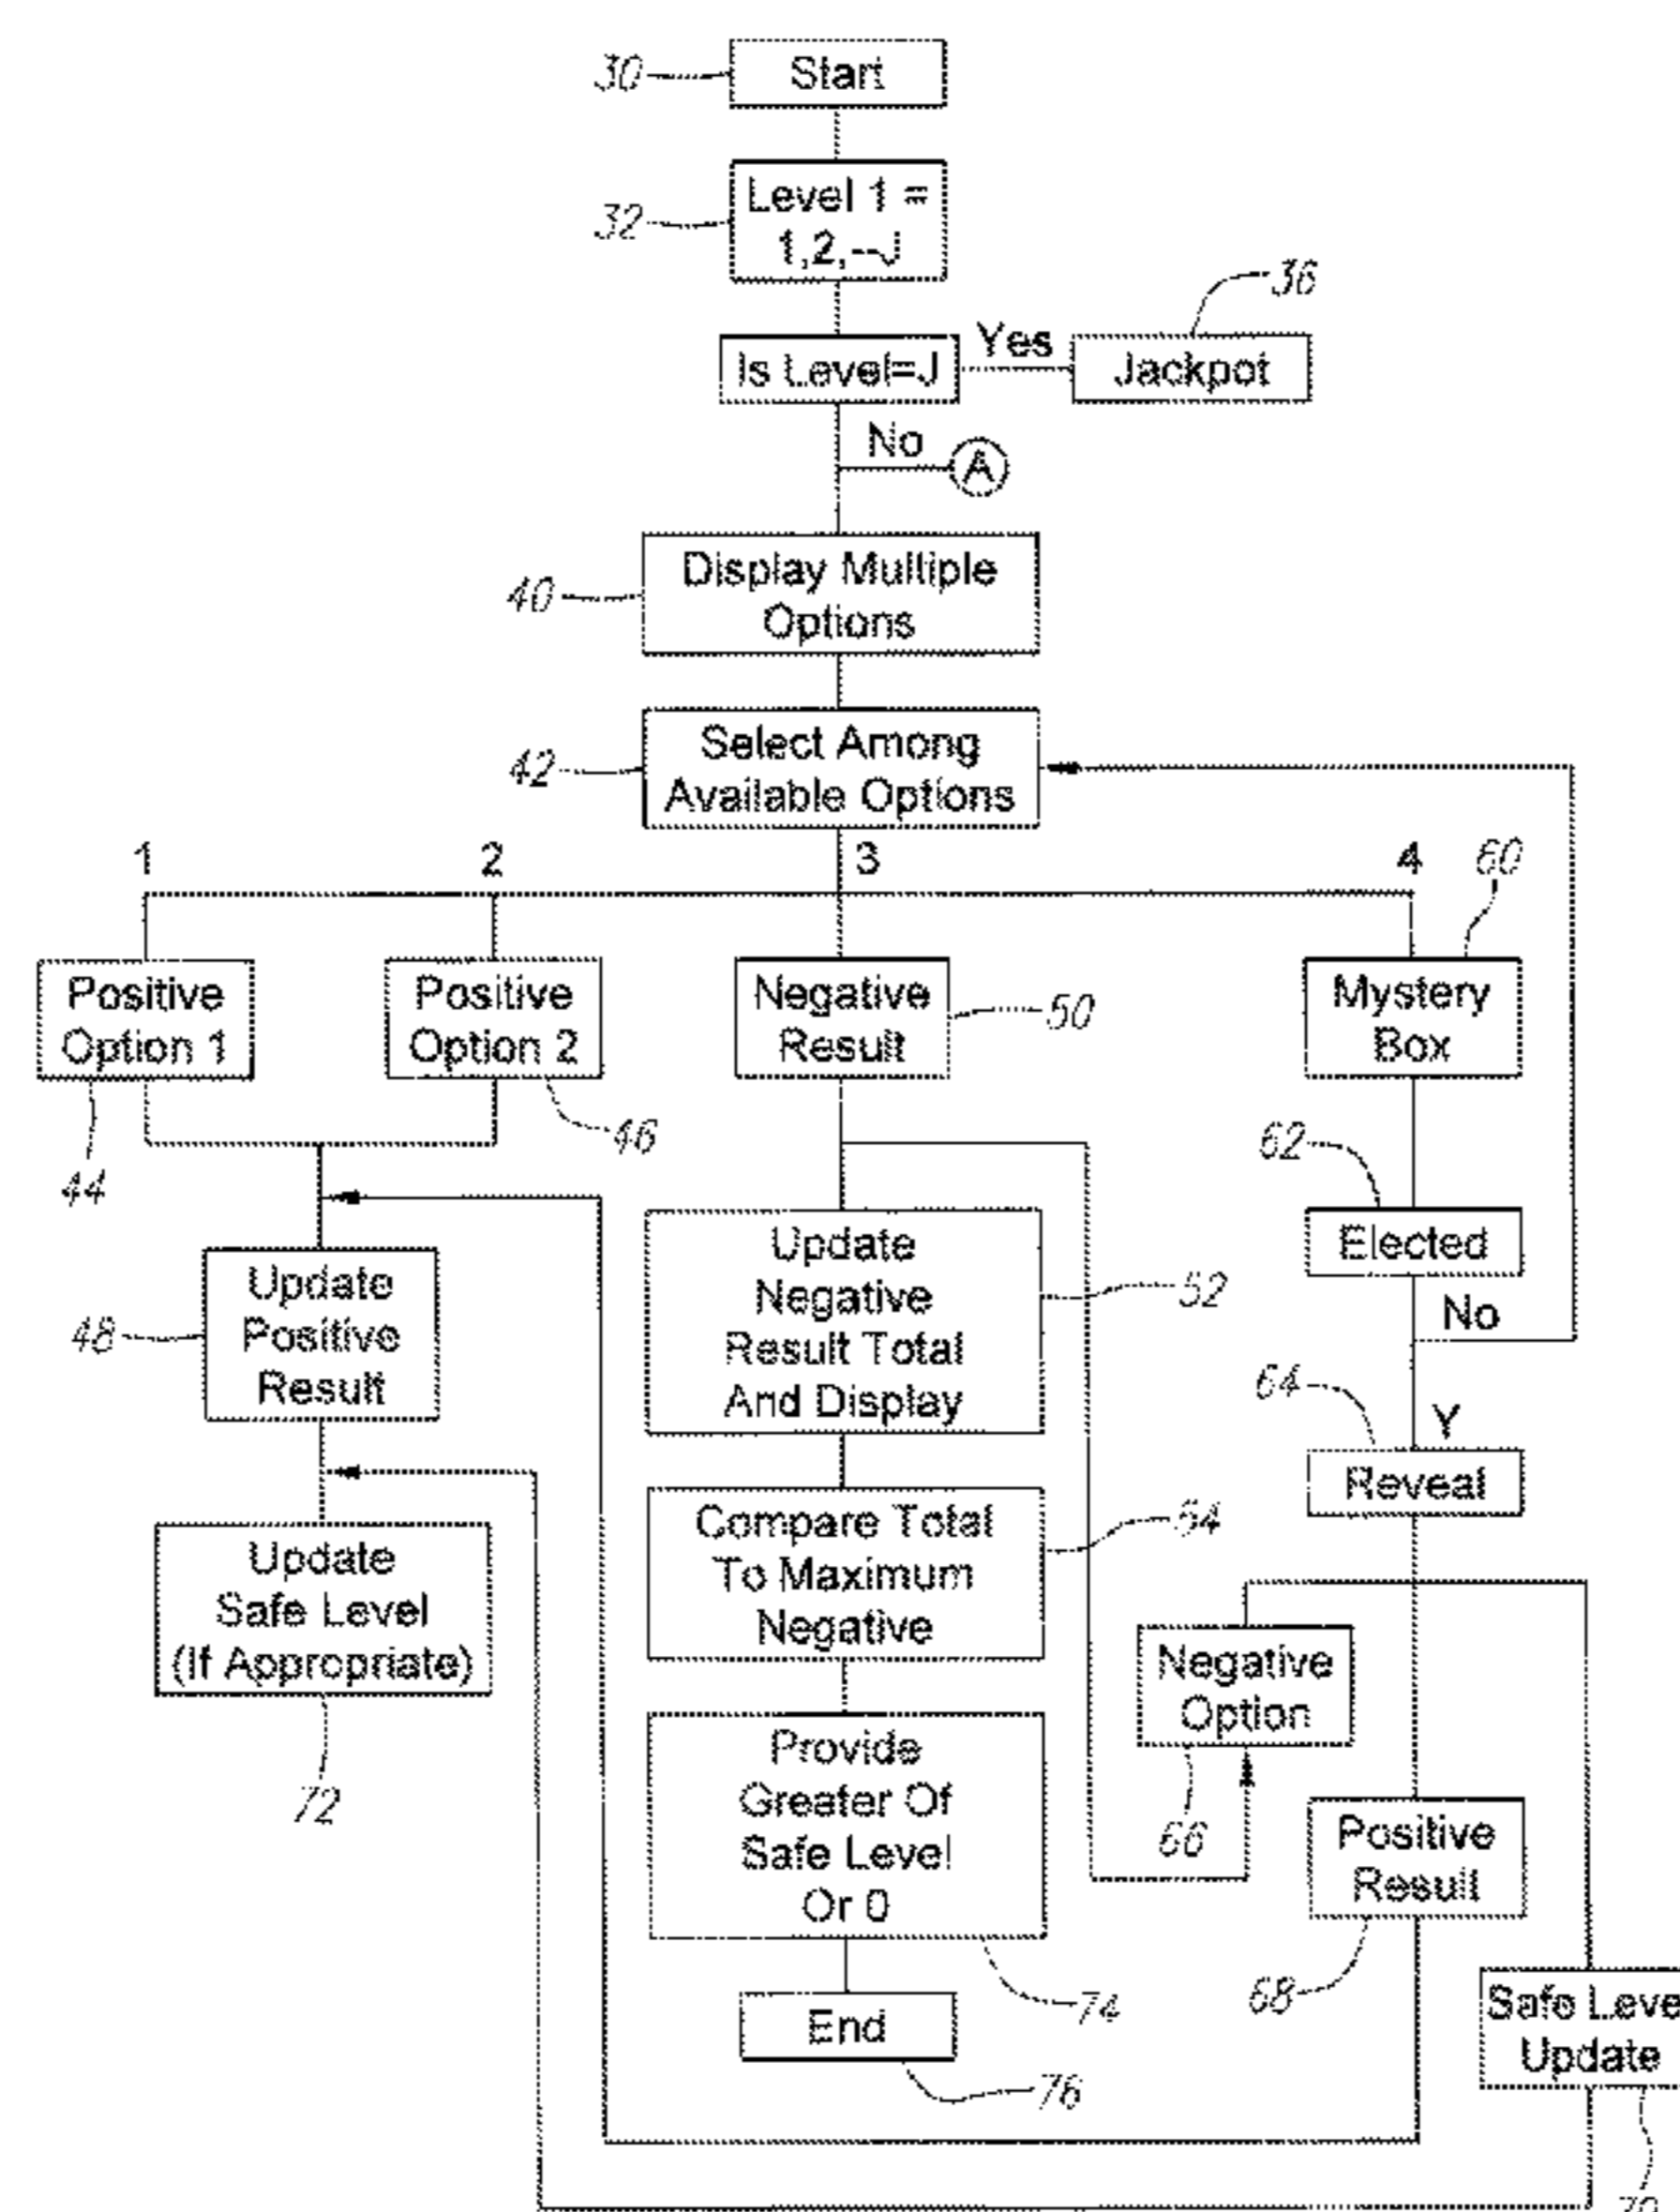 30
Start
32
Level 1 =
1,2,--J
36
Is Level=J
Yes
Jackpot
No
A
40
Display Multiple
Options
42
Select Among
Available Options
1
2
3
4
60
Positive
Option 1
Positive
Option 2
Negative
Result
50
Mystery
Box
44
46
62
Elected
No
48
Update
Positive
Result
Update
Negative
Result Total
And Display
52
64
Y
Reveal
Update
Safe Level
(If Appropriate)
72
Compare Total
To Maximum
Negative
54
Negative
Option
66
Provide
Greater Of
Safe Level
Or 0
74
Positive
Result
68
End
76
Safe Leve
Update